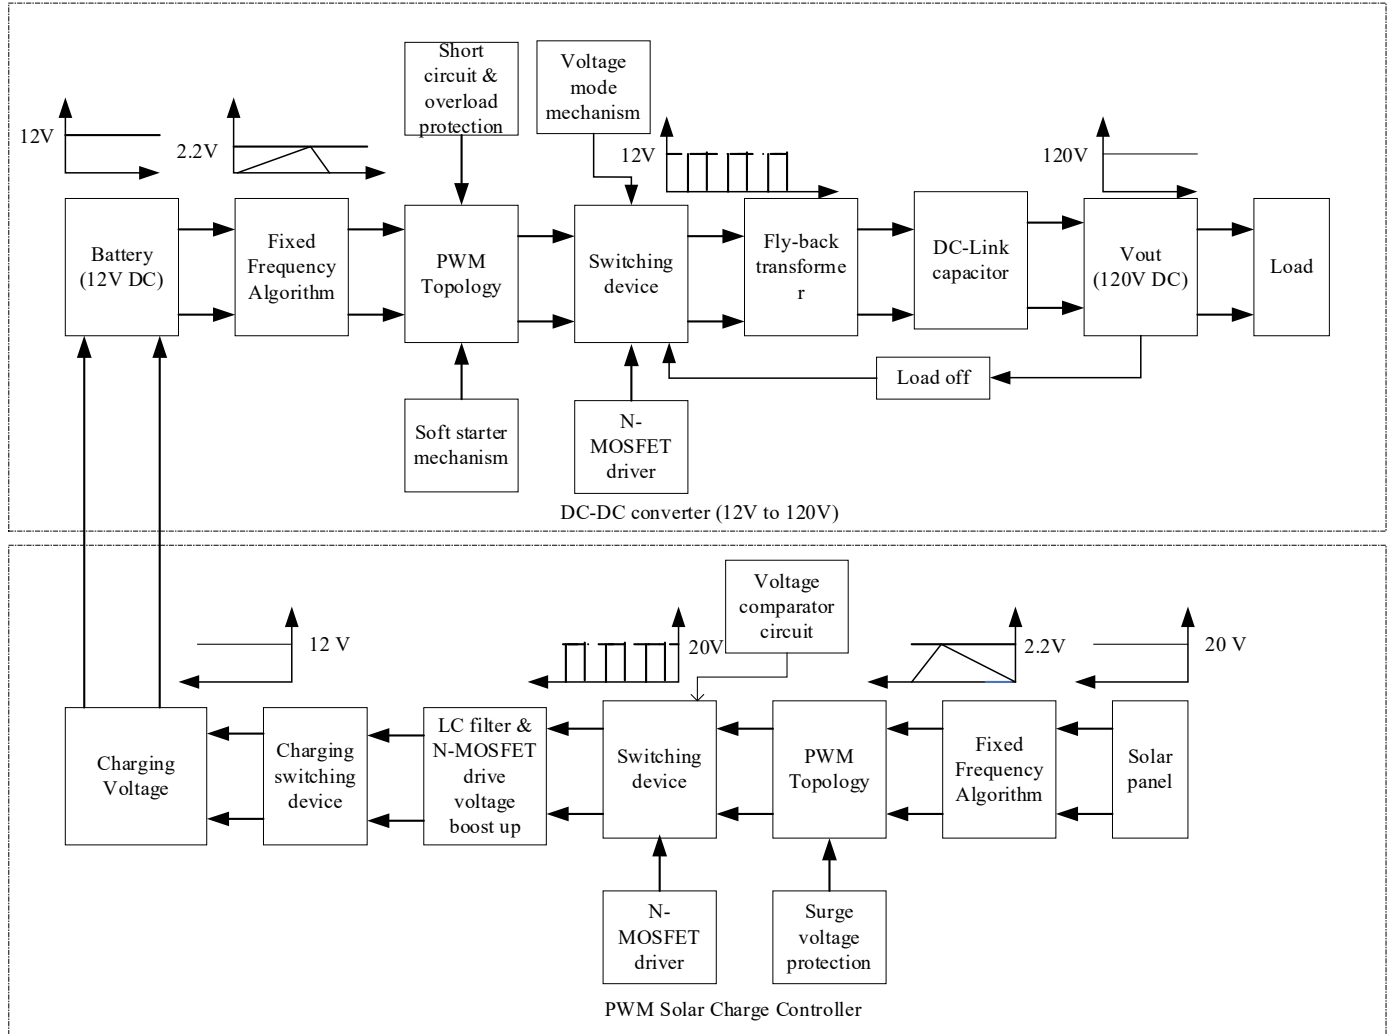 Short
circuit &
overload
protection
Voltage
mode
mechanism
12V
2.2V
12V
120V
Battery
(12V DC)
Fixed
Frequency
Algorithm
PWM
Topology
Switching
device
Fly-back
transforme
r
DC-Link
capacitor
Vout
(120V DC)
Load
Load off
Soft starter
mechanism
N-
MOSFET
driver
DC-DC converter (12V to 120V)
Voltage
comparator
circuit
12 V
20V
2.2V
20 V
Charging
Voltage
Charging
switching
device
LC filter &
N-MOSFET
drive
voltage
boost up
Switching
device
PWM
Topology
Fixed
Frequency
Algorithm
Solar
panel
N-
MOSFET
driver
Surge
voltage
protection
PWM Solar Charge Controller